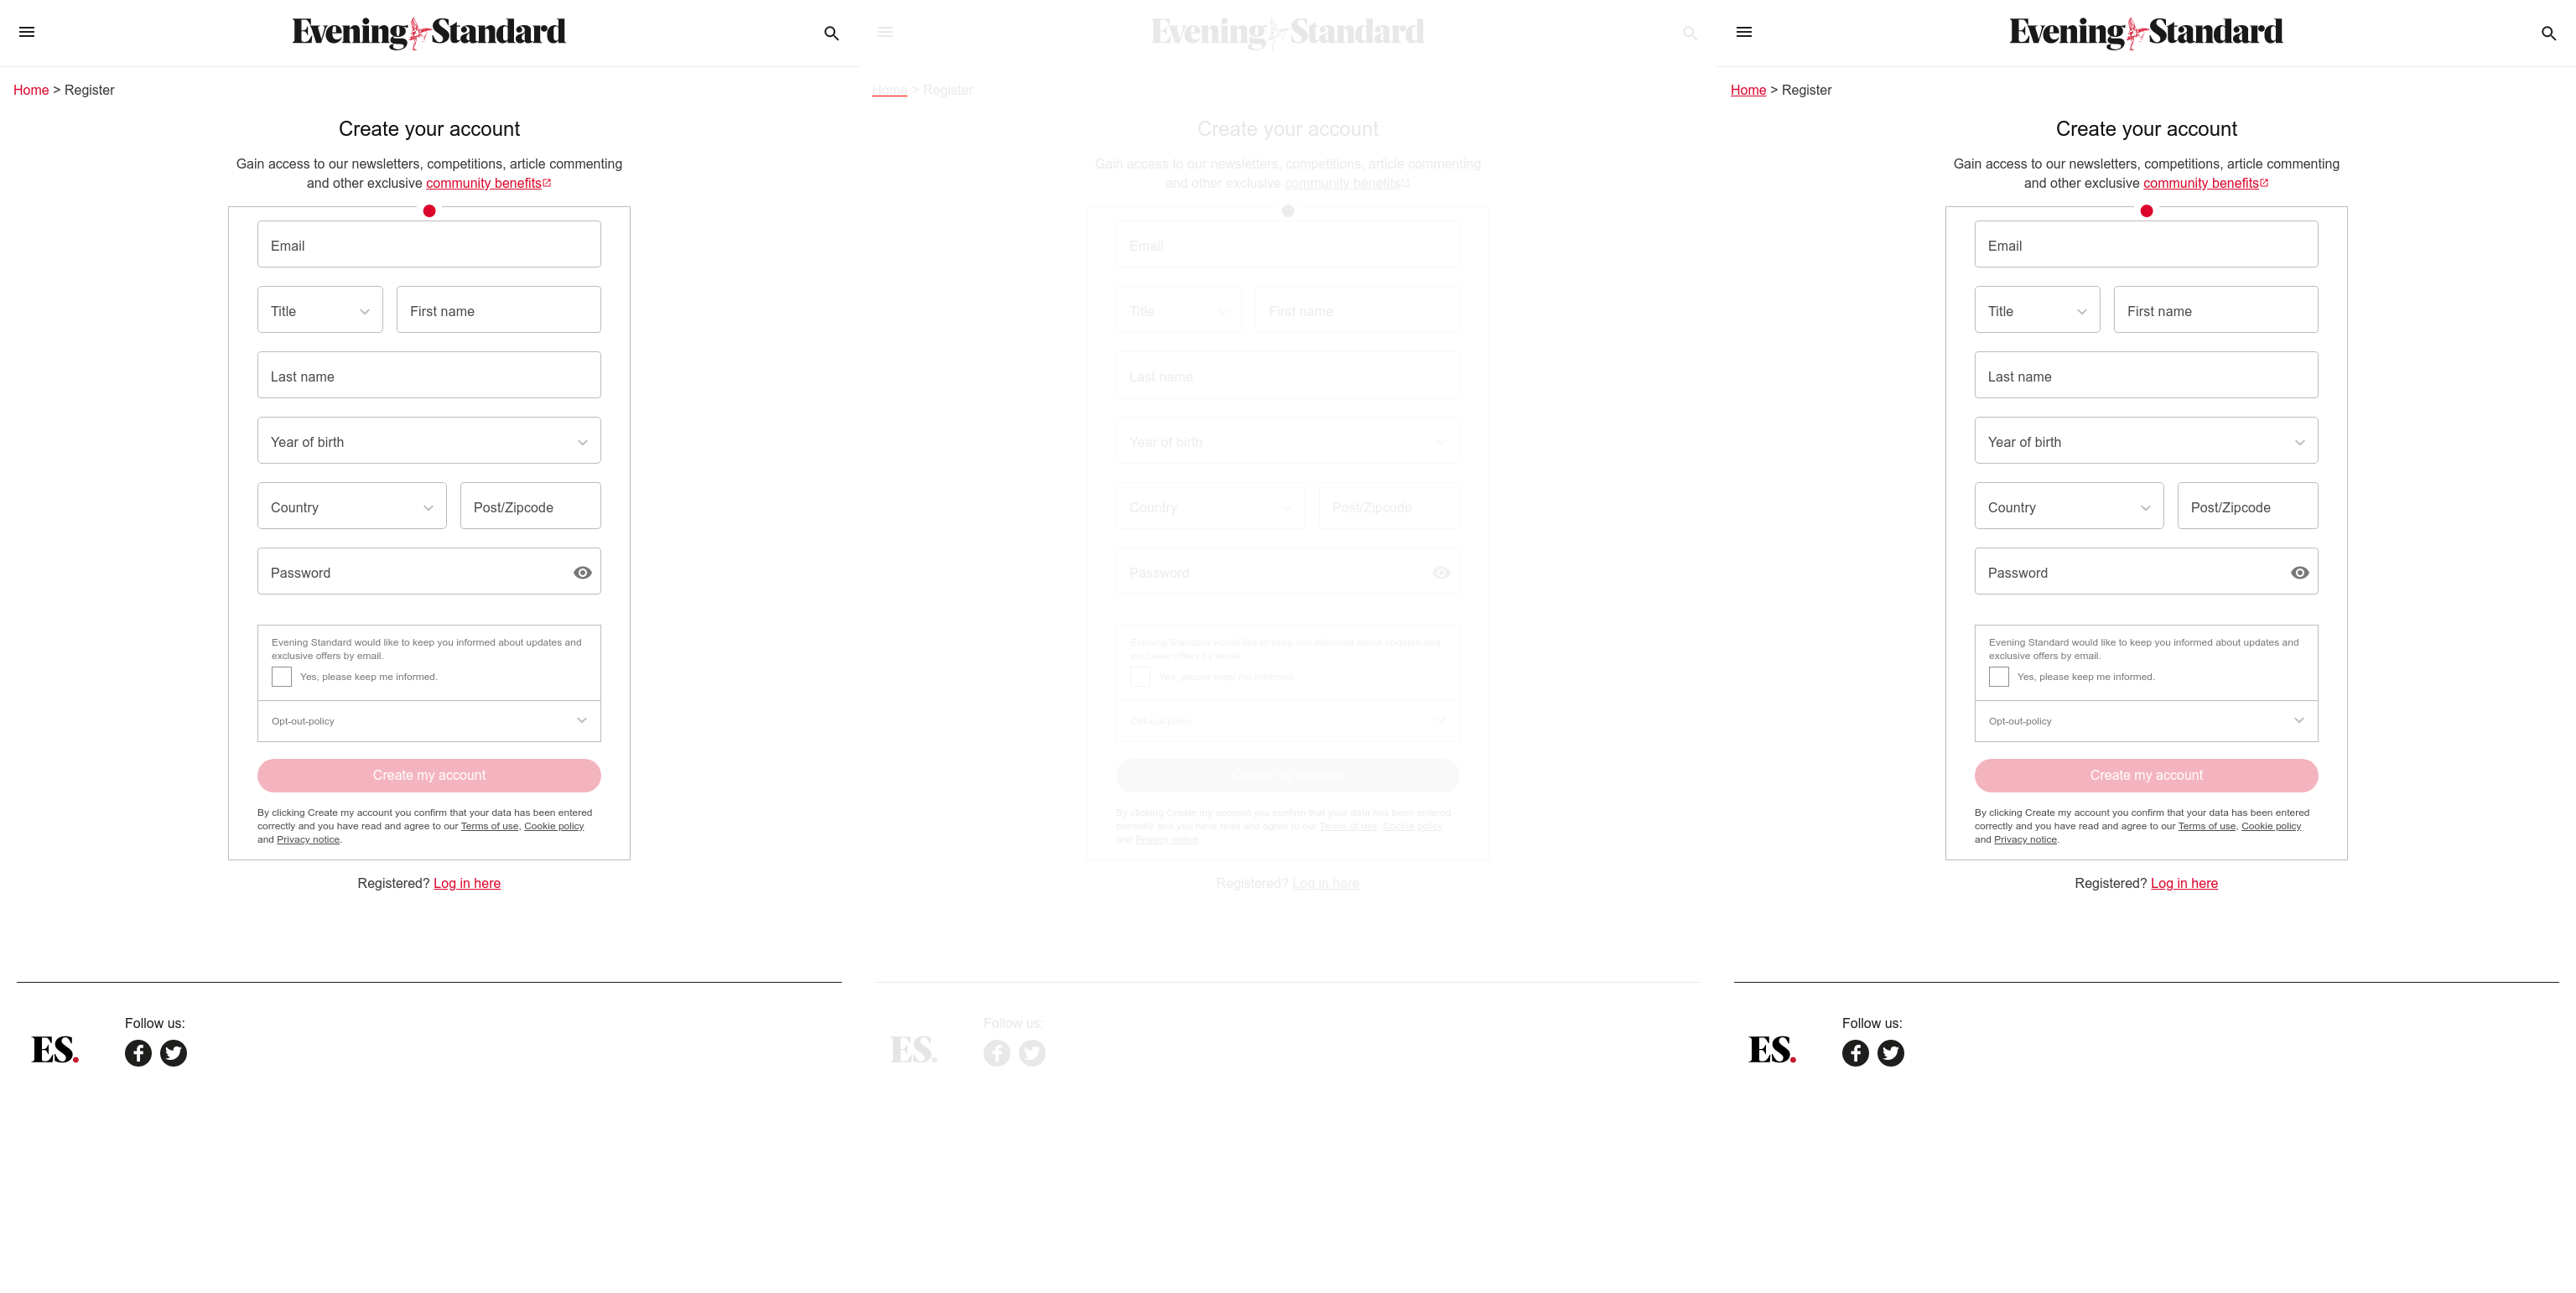 Evening Standard
Home > Register
Create your account
Gain access to our newsletters, competitions, article commenting
and other exclusive community benefits
Email
Title
First name
Last name
Year of birth
Country
Post/Zipcode
Password
Evening Standard would like to keep you informed about updates and
exclusive offers by email.
Yes, please keep me informed.
Opt-out-policy
Create my account
By clicking Create my account you confirm that your data has been entered
correctly and you have read and agree to our Terms of use, Cookie policy
and Privacy notice.
Registered? Log in here
Follow us:
ES.
Evening Standard
Home > Register
Create your account
Gain access to our newsletters, competitions, article commenting
and other exclusive community benefits
Email
Title
First name
Last name
Year of birth
Country
Post/Zipcode
Password
Evening Standard would like to keep you informed about updates and
exclusive offers by email.
Yes, please keep me informed.
Opt-out-policy
Create my account
By clicking Create my account you confirm that your data has been entered
correctly and you have read and agree to our Terms of use, Cookie policy
and Privacy notice.
Registered? Log in here
Follow us:
ES.
Evening Standard
Home > Register
Create your account
Gain access to our newsletters, competitions, article commenting
and other exclusive community benefits
Email
Title
First name
Last name
Year of birth
Country
Post/Zipcode
Password
Evening Standard would like to keep you informed about updates and
exclusive offers by email.
Yes, please keep me informed.
Opt-out-policy
Create my account
By clicking Create my account you confirm that your data has been entered
correctly and you have read and agree to our Terms of use, Cookie policy
and Privacy notice.
Registered? Log in here
Follow us:
ES.